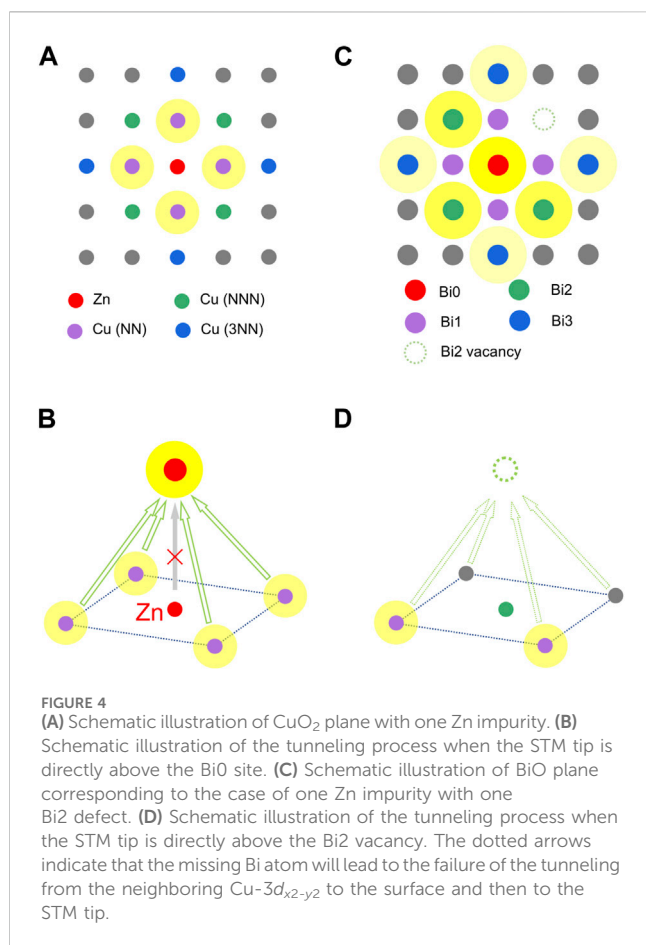 A
C
Zn
Cu (NNN)
Cu (NN)
Cu (3NN)
Bi0
Bi2
Bi1
Bi3
Bi2 vacancy
B
D
Zn
FIGURE 4
(A) Schematic illustration of CuO₂ plane with one Zn impurity. (B)
Schematic illustration of the tunneling process when the STM tip is
directly above the Bi0 site. (C) Schematic illustration of BiO plane
corresponding to the case of one Zn impurity with one
Bi2 defect. (D) Schematic illustration of the tunneling process when
the STM tip is directly above the Bi2 vacancy. The dotted arrows
indicate that the missing Bi atom will lead to the failure of the tunneling
from the neighboring Cu-3dₓ₂₋ᵧ₂ to the surface and then to the
STM tip.